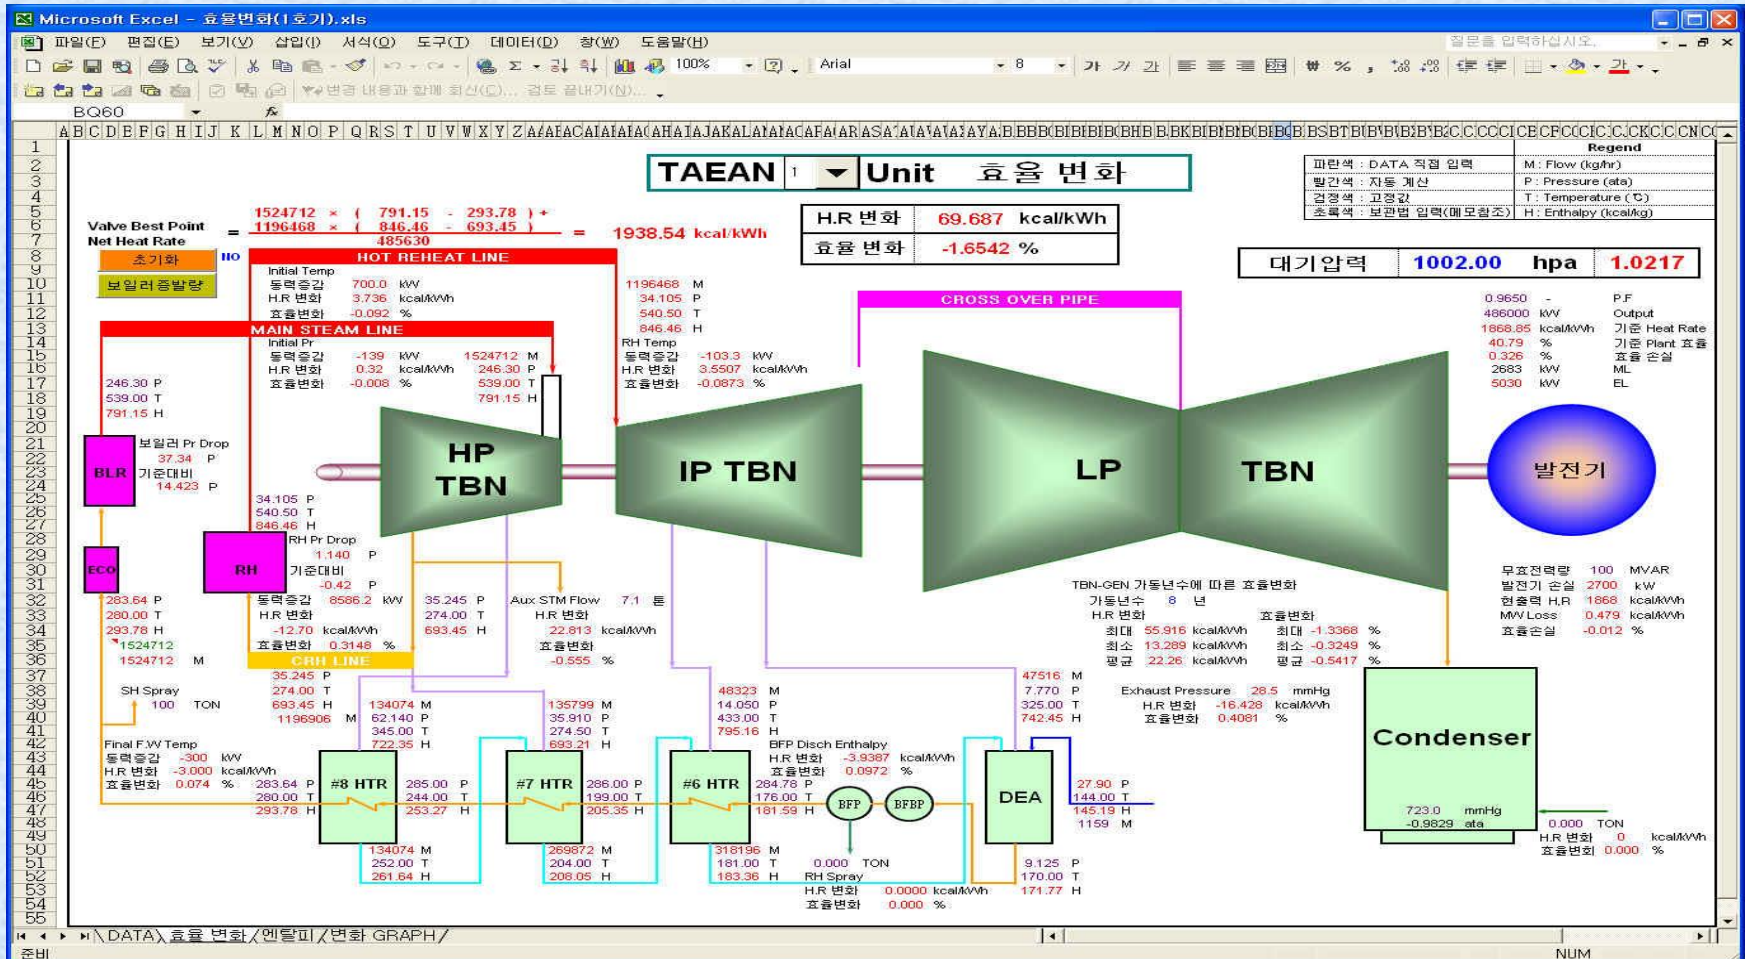 Microsoft Excel - 효율변화(1호기).xls
파일(F) 편집(E) 보기(V) 삽입(I) 서식(O) 도구(T) 데이터(D) 창(W) 도움말(H) 질문을 입력하십시오.
100% Arial 8 가 가 가
변경 내용과 함께 회신(C)... 검토 끝내기(N)...
BQ60 fx
Regend
파란색 : DATA 직접 입력 M : Flow (kg/hr)
빨간색 : 자동 계산 P : Pressure (ata)
검정색 : 고정값 T : Temperature (℃)
초록색 : 보관법 입력(메모참조) H : Enthalpy (kcal/kg)
TAEAN 1 Unit 효율 변화
Valve Best Point
Net Heat Rate
=
1524712 × ( 791.15 - 293.78 ) +
1196468 × ( 846.46 - 693.45 )
485630
= 1938.54 kcal/kWh
H.R 변화 69.687 kcal/kWh
효율 변화 -1.6542 %
초기화 NO
보일러증발량
대기압력 1002.00 hpa 1.0217
HOT REHEAT LINE
Initial Temp
동력증감 700.0 kW
H.R 변화 3.736 kcal/kWh
효율변화 -0.092 %
1196468 M
34.105 P
540.50 T
846.46 H
CROSS OVER PIPE
0.9650 - P.F
486000 kW Output
1868.85 kcal/kWh 기준 Heat Rate
40.79 % 기준 Plant 효율
0.326 % 효율 손실
2683 kW ML
5030 kW EL
MAIN STEAM LINE
Initial Pr
동력증감 -139 kW
H.R 변화 0.32 kcal/kWh
효율변화 -0.008 %
1524712 M
246.30 P
539.00 T
791.15 H
RH Temp
동력증감 -103.3 kW
H.R 변화 3.5507 kcal/kWh
효율변화 -0.0873 %
246.30 P
539.00 T
791.15 H
BLR
보일러 Pr Drop
37.34 P
기준대비
14.423 P
HP
TBN
IP TBN
LP TBN
발전기
34.105 P
540.50 T
846.46 H
ECO
RH
RH Pr Drop
1.140 P
기준대비
-0.42 P
동력증감 8586.2 kW
H.R 변화
-12.70 kcal/kWh
효율변화 0.3148 %
CRH LINE
35.245 P
274.00 T
693.45 H
Aux STM Flow 7.1 톤
H.R 변화
22.813 kcal/kWh
효율변화
-0.555 %
TBN-GEN 가동년수에 따른 효율변화
가동년수 8 년
H.R 변화 효율변화
최대 55.916 kcal/kWh 최대 -1.3368 %
최소 13.289 kcal/kWh 최소 -0.3249 %
평균 22.26 kcal/kWh 평균 -0.5417 %
무효전력량 100 MVAR
발전기 손실 2700 kW
현출력 H.R 1868 kcal/kWh
MW Loss 0.479 kcal/kWh
효율손실 -0.012 %
283.64 P
280.00 T
293.78 H
1524712
1524712 M
SH Spray
100 TON
35.245 P
274.00 T
693.45 H
1196906 M
134074 M
62.140 P
345.00 T
722.35 H
135799 M
35.910 P
274.50 T
693.21 H
48323 M
14.050 P
433.00 T
795.16 H
47516 M
7.770 P
325.00 T
742.45 H
Exhaust Pressure 28.5 mmHg
H.R 변화 -16.428 kcal/kWh
효율변화 0.4081 %
Final F.W Temp
동력증감 -300 kW
H.R 변화 -3.000 kcal/kWh
효율변화 0.074 %
283.64 P
280.00 T
293.78 H
#8 HTR
285.00 P
244.00 T
253.27 H
#7 HTR
286.00 P
199.00 T
205.35 H
#6 HTR
BFP Disch Enthalpy
H.R 변화 -3.9387 kcal/kWh
효율변화 0.0972 %
284.78 P
176.00 T
181.59 H
BFP
BFBP
DEA
27.90 P
144.00 T
145.19 H
1159 M
Condenser
723.0 mmHg
-0.9829 ata
0.000 TON
H.R 변화 0 kcal/kWh
효율변화 0.000 %
134074 M
252.00 T
261.64 H
269872 M
204.00 T
208.05 H
318196 M
181.00 T
183.36 H
0.000 TON
RH Spray
H.R 변화 0.0000 kcal/kWh
효율변화 0.000 %
9.125 P
170.00 T
171.77 H
DATA 효율 변화 엔탈피 변화 GRAPH
준비 NUM